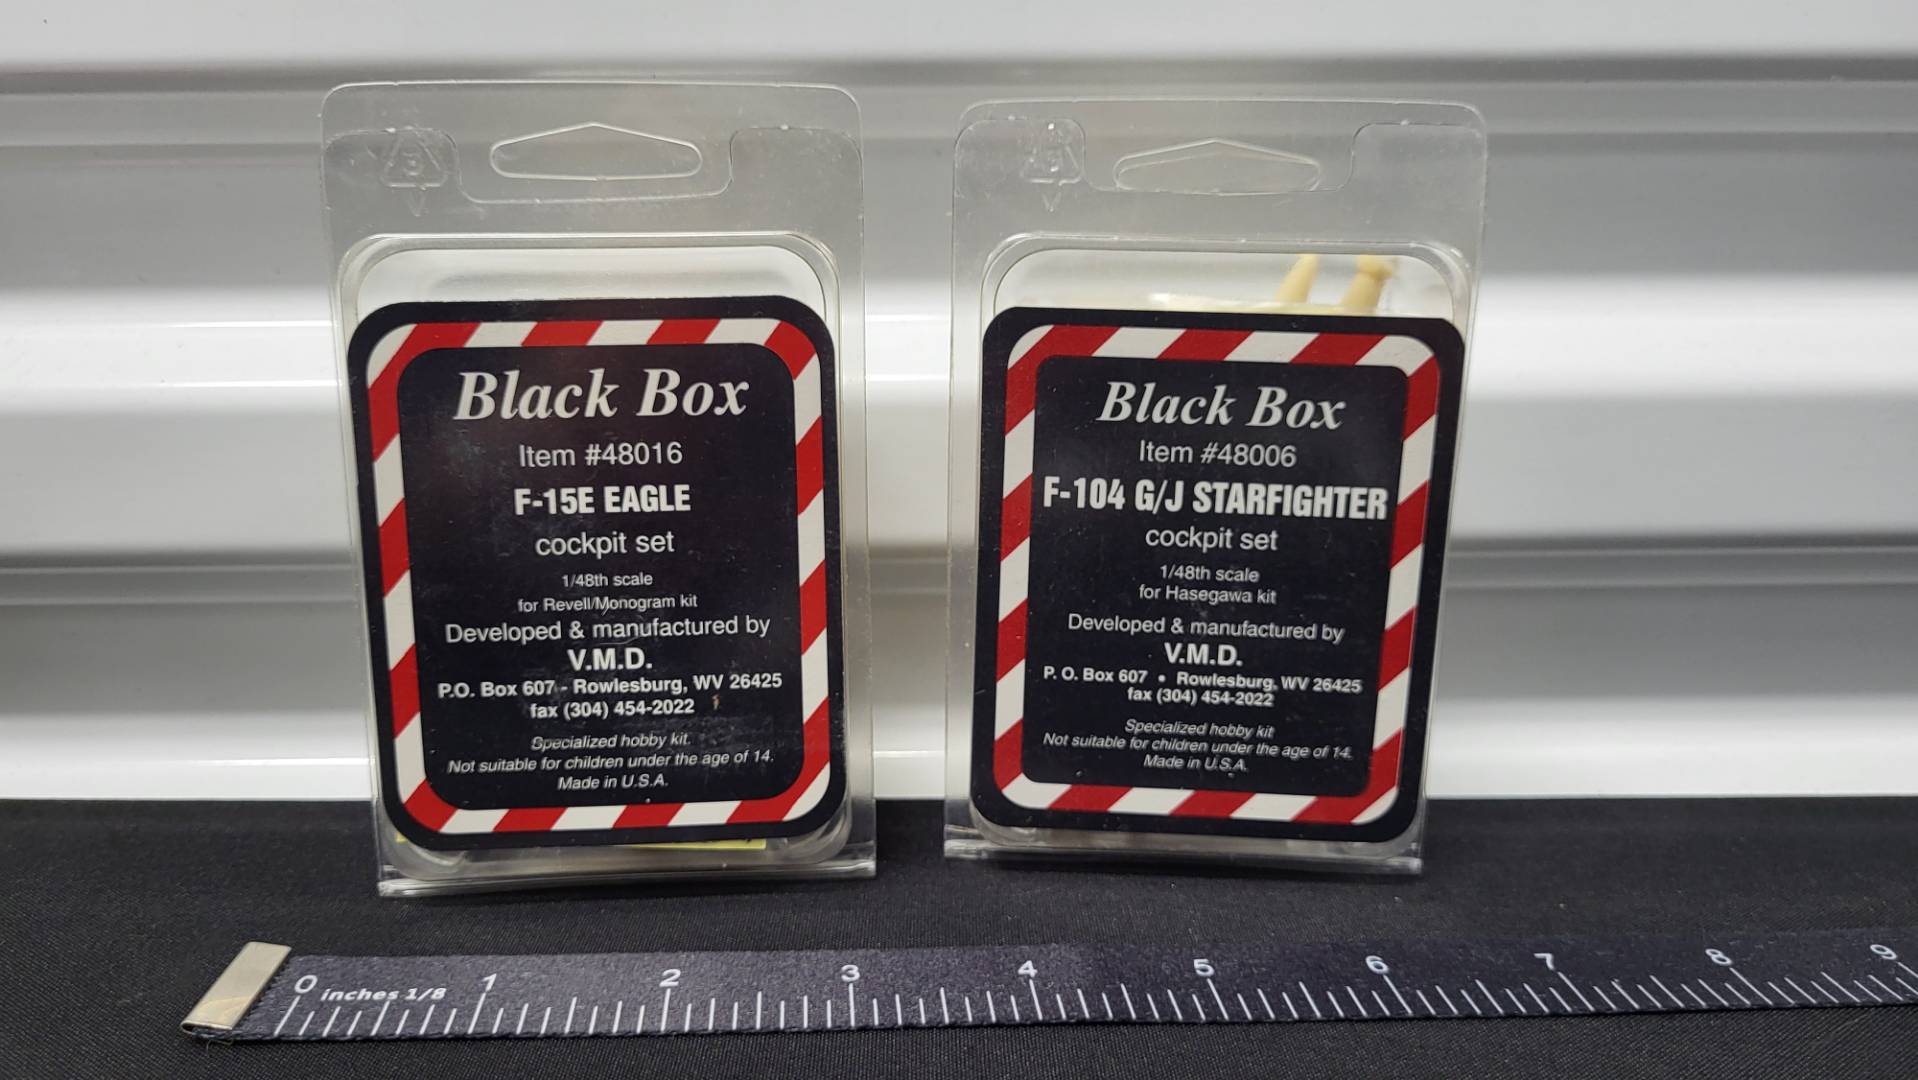 Black Box
Item #48016
F-15E EAGLE
cockpit set
1/48th scale
for Revell/Monogram kit
Developed & manufactured by
V.M.D.
P.O. Box 607 - Rowlesburg, WV 26425
fax (304) 454-2022
Specialized hobby kit.
Not suitable for children under the age of 14.
Made in U.S.A.
Black Box
Item #48006
F-104 G/J STARFIGHTER
cockpit set
1/48th scale
for Hasegawa kit
Developed & manufactured by
V.M.D.
P. O. Box 607 • Rowlesburg, WV 26425
fax (304) 454-2022
Specialized hobby kit
Not suitable for children under the age of 14.
Made in U.S.A.
0 inches 1/8 1 2 3 4 5 6 7 8 9